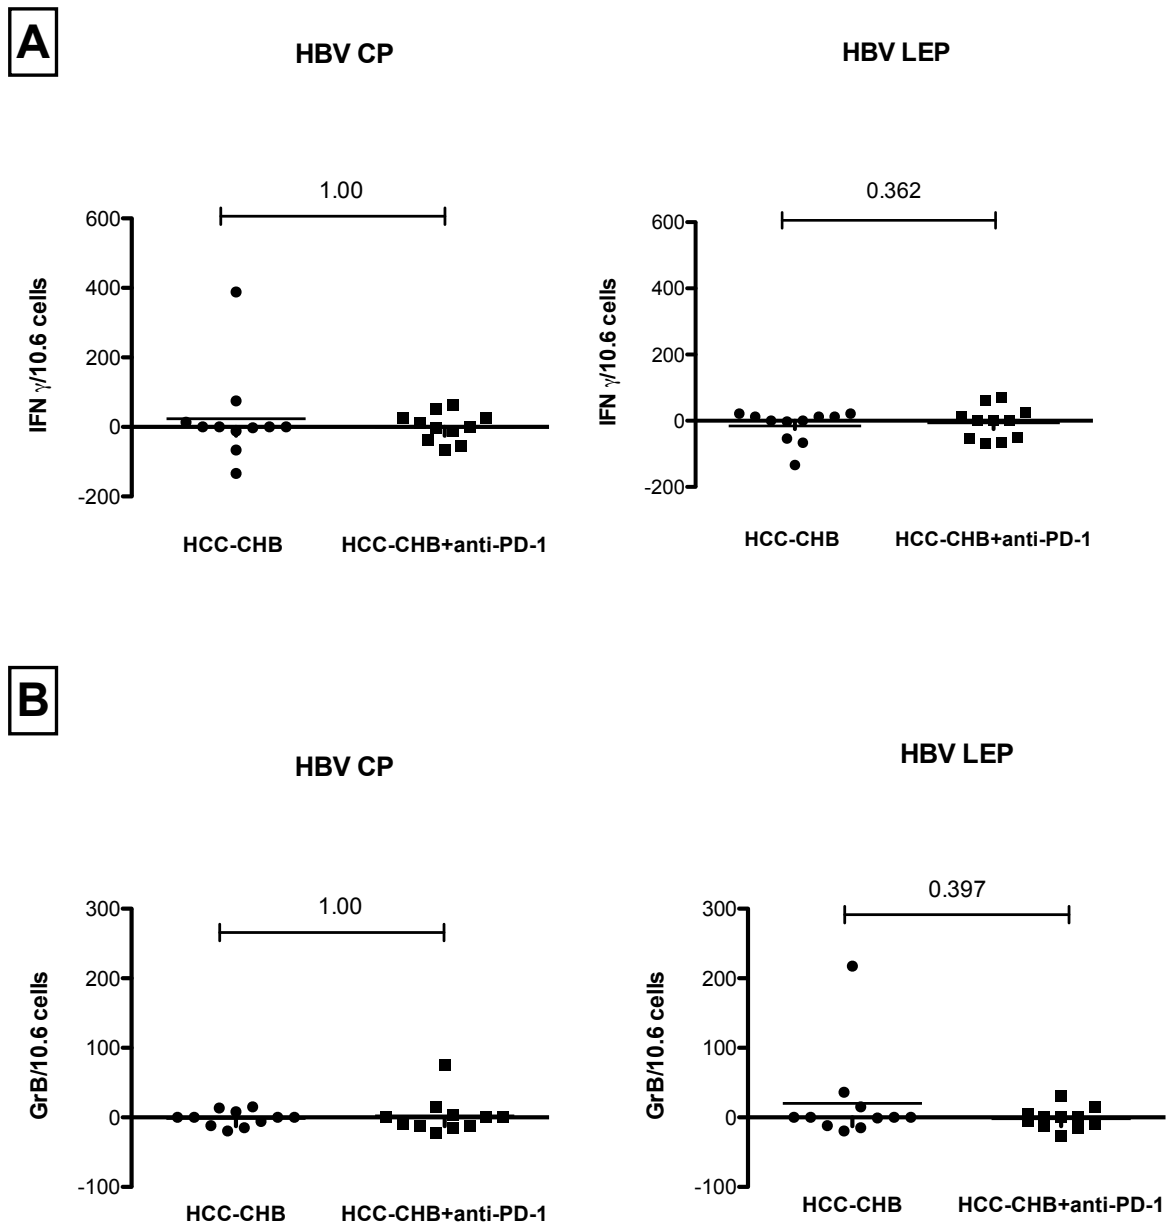 A
HBV CP
HBV LEP
1.00
0.362
IFN γ/10.6 cells
600
400
200
0
-200
HCC-CHB
HCC-CHB+anti-PD-1
IFN γ/10.6 cells
600
400
200
0
-200
HCC-CHB
HCC-CHB+anti-PD-1
B
HBV CP
HBV LEP
1.00
0.397
GrB/10.6 cells
300
200
100
0
-100
HCC-CHB
HCC-CHB+anti-PD-1
GrB/10.6 cells
300
200
100
0
-100
HCC-CHB
HCC-CHB+anti-PD-1